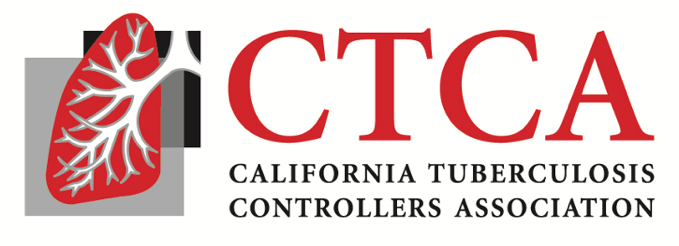 CTCA
CALIFORNIA TUBERCULOSIS
CONTROLLERS ASSOCIATION